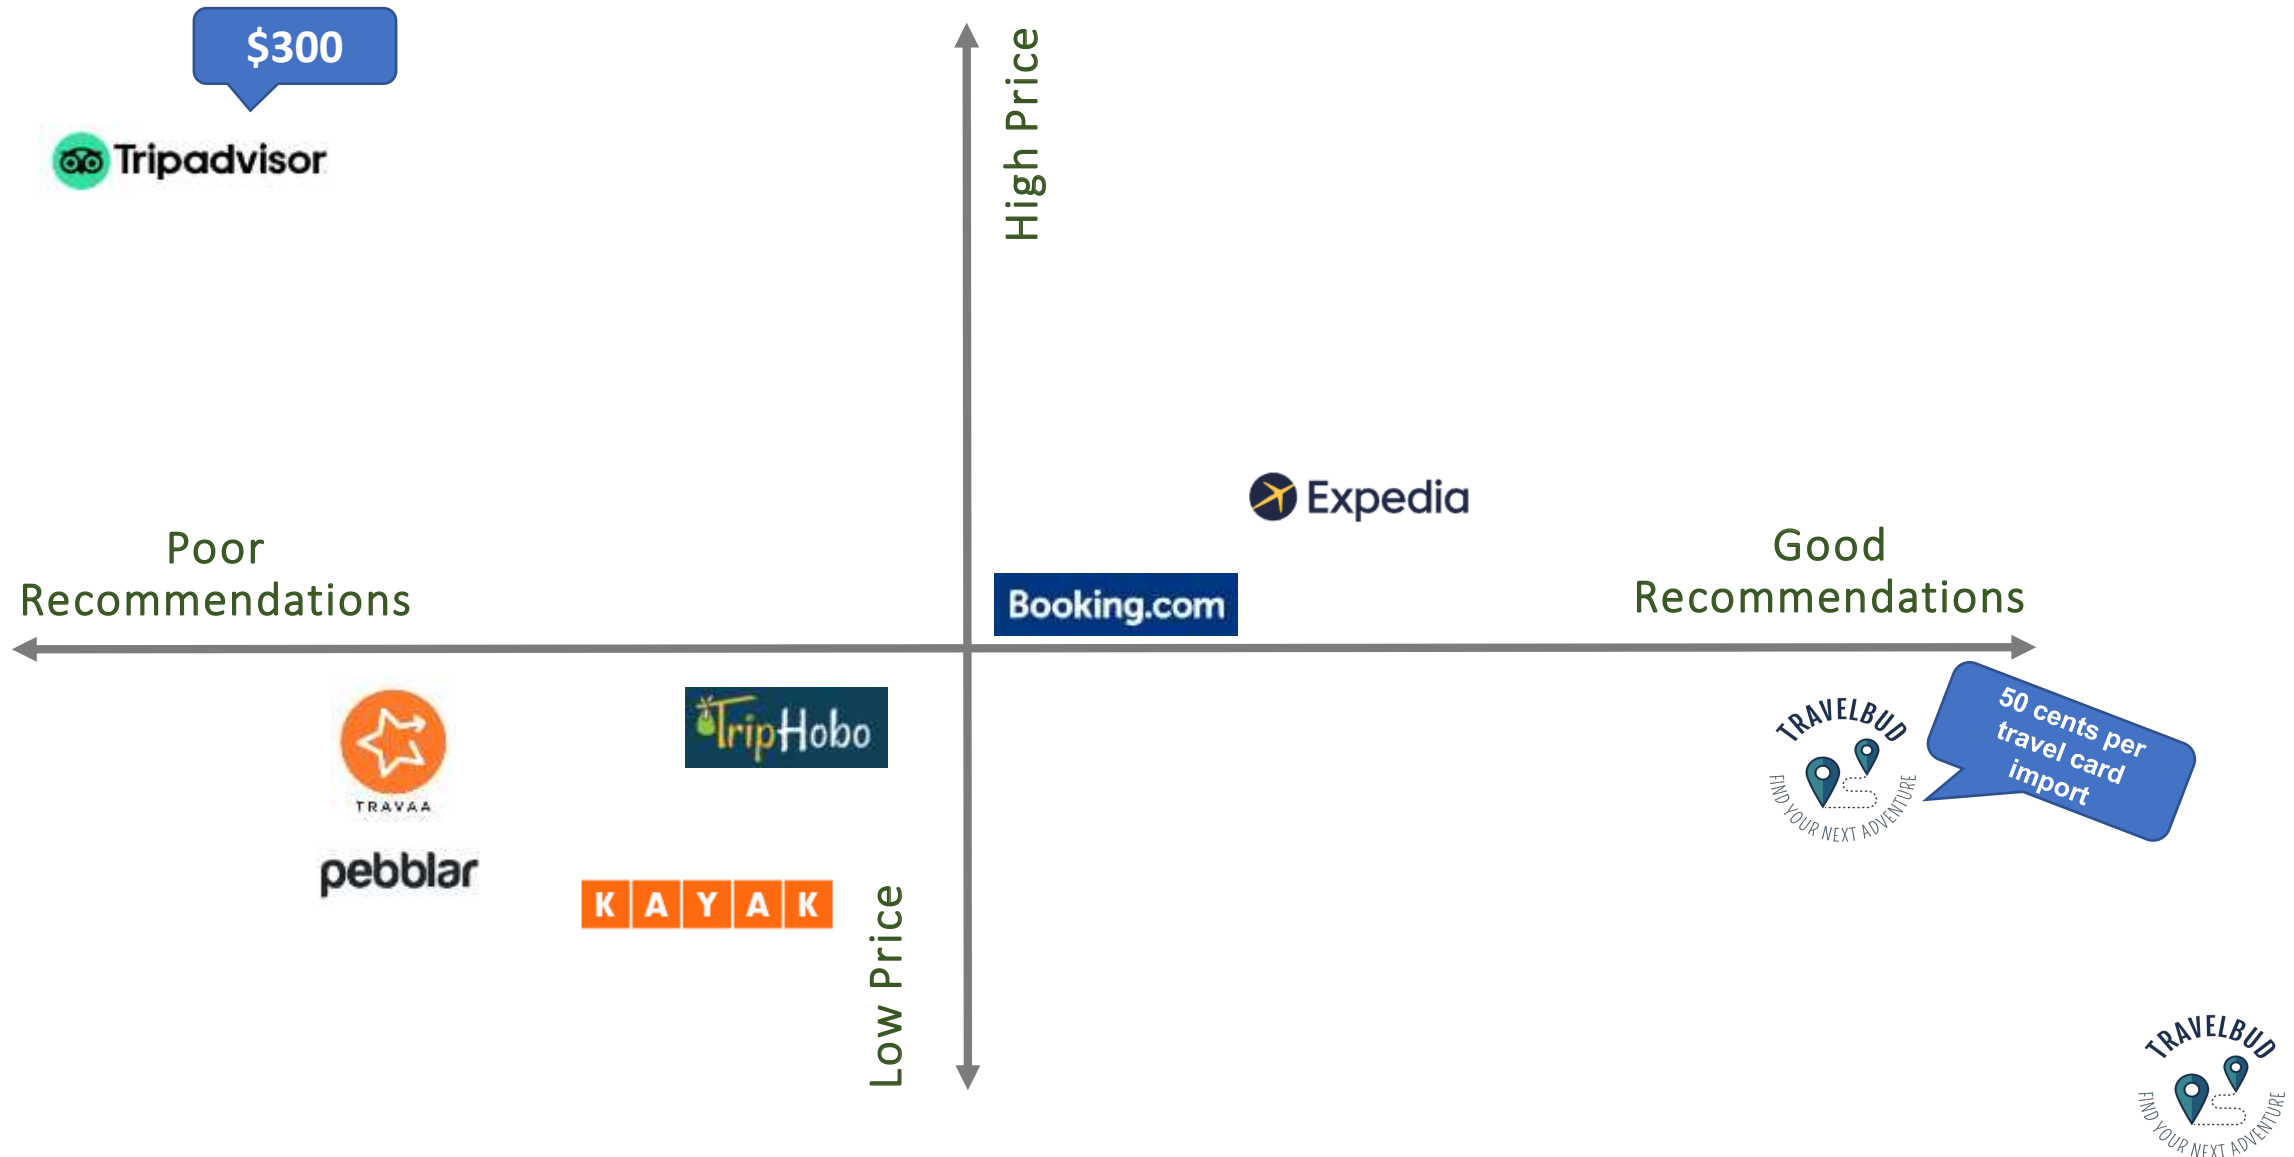 $300
Tripadvisor
High Price
Expedia
Poor
Recommendations
Good
Recommendations
Booking.com
TRAVAA
TripHobo
TRAVELBUD
FIND YOUR NEXT ADVENTURE
50 cents per
travel card
import
pebblar
KAYAK
Low Price
TRAVELBUD
FIND YOUR NEXT ADVENTURE